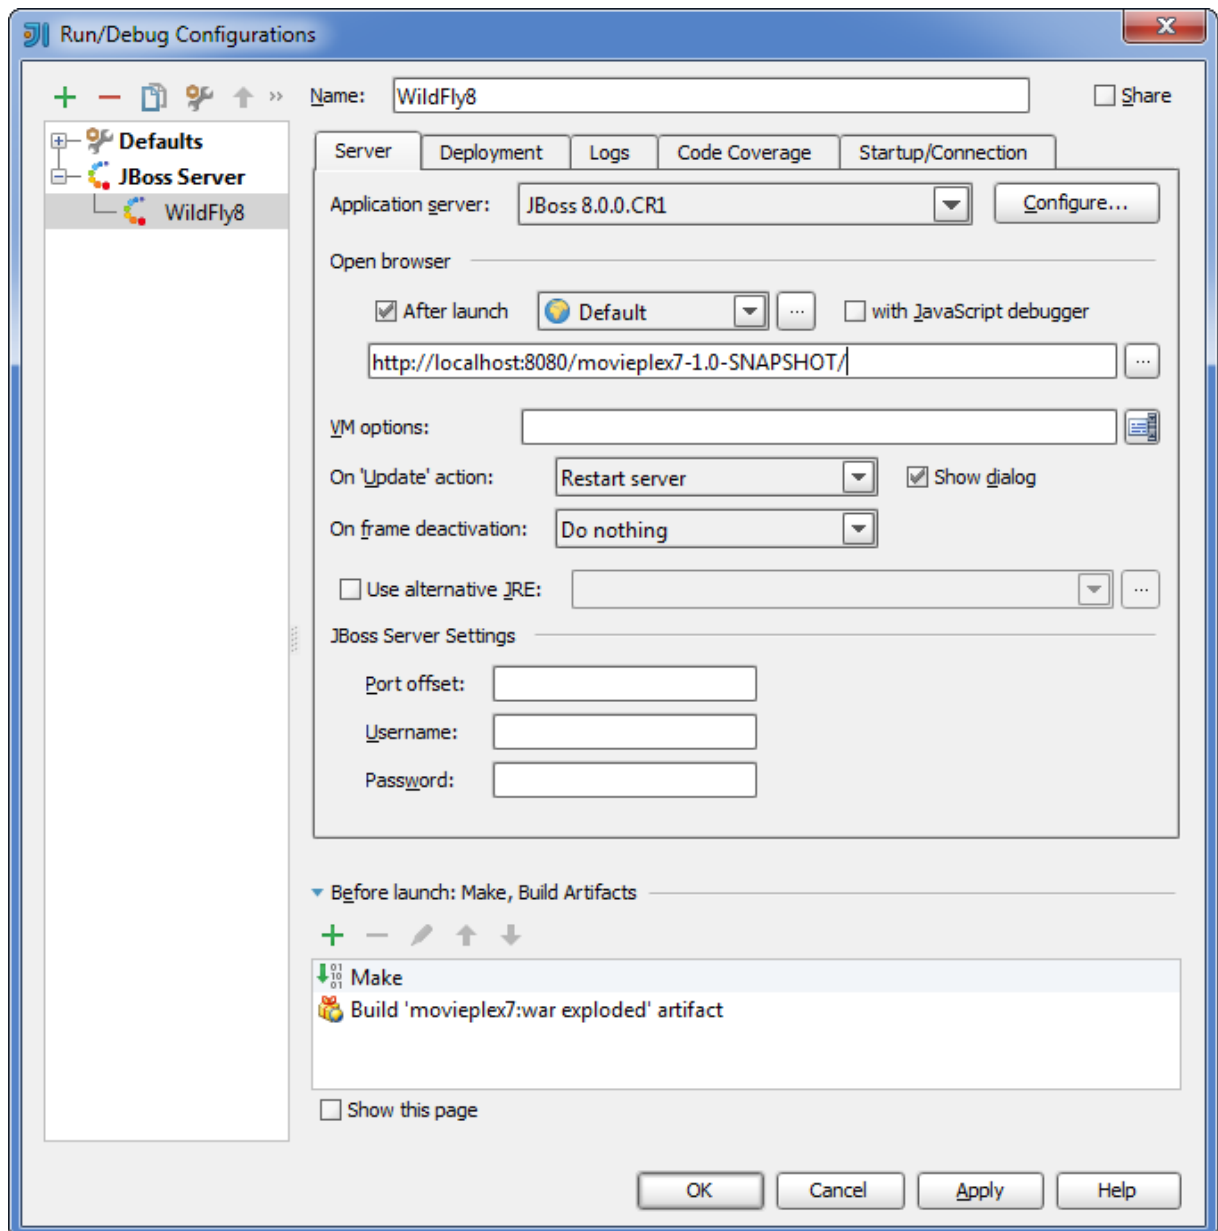 Run/Debug Configurations
Name: WildFly8 Share
Defaults
JBoss Server
WildFly8
Server Deployment Logs Code Coverage Startup/Connection
Application server: JBoss 8.0.0.CR1 Configure...
Open browser
After launch Default ... with JavaScript debugger
http://localhost:8080/movieplex7-1.0-SNAPSHOT/ ...
VM options:
On 'Update' action: Restart server Show dialog
On frame deactivation: Do nothing
Use alternative JRE: ...
JBoss Server Settings
Port offset:
Username:
Password:
Before launch: Make, Build Artifacts
Make
Build 'movieplex7:war exploded' artifact
Show this page
OK Cancel Apply Help